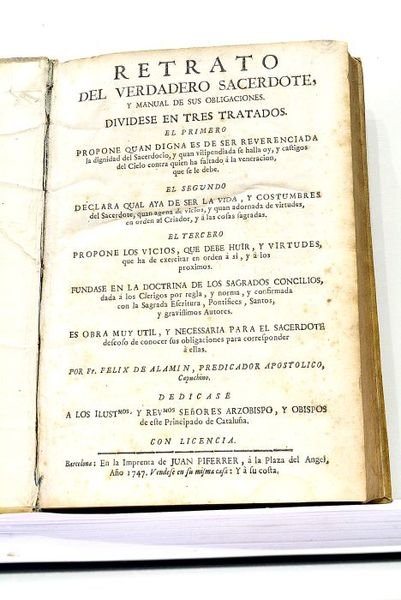 RETRATO
DEL VERDADERO SACERDOTE,
Y MANUAL DE SUS OBLIGACIONES.
DIVIDESE EN TRES TRATADOS.
EL PRIMERO
PROPONE QUAN DIGNA ES DE SER REVERENCIADA
la dignidad del Sacerdocio, y quan vilipendiada se halla oy, y castigos
del Cielo contra quien ha faltado à la veneracion,
que se le debe.
EL SEGUNDO
DECLARA QUAL AYA DE SER LA VIDA, Y COSTUMBRES
del Sacerdote, quan agena de vicios, y quan adornada de virtudes,
en orden al Criador, y à las cosas sagradas.
EL TERCERO
PROPONE LOS VICIOS, QUE DEBE HUIR, Y VIRTUDES,
que ha de exercitar en orden à si, y à los
proximos.
FUNDASE EN LA DOCTRINA DE LOS SAGRADOS CONCILIOS,
dada à los Clerigos por regla, y norma, y confirmada
con la Sagrada Escritura, Pontifices, Santos,
y gravissimos Autores.
ES OBRA MUY UTIL, Y NECESSARIA PARA EL SACERDOTE
deseoso de conocer sus obligaciones para corresponder
à ellas.
POR Fr. FELIX DE ALAMIN, PREDICADOR APOSTOLICO,
Capuchino.
DEDICASE
A LOS ILUSTmos. Y REVmos SEñORES ARZOBISPO, Y OBISPOS
de este Principado de Cataluña.
CON LICENCIA.
Barcelona: En la Imprenta de JUAN PIFERRER, à la Plaza del Angel,
Año 1747. Vendese en su misma casa: Y à su costa.